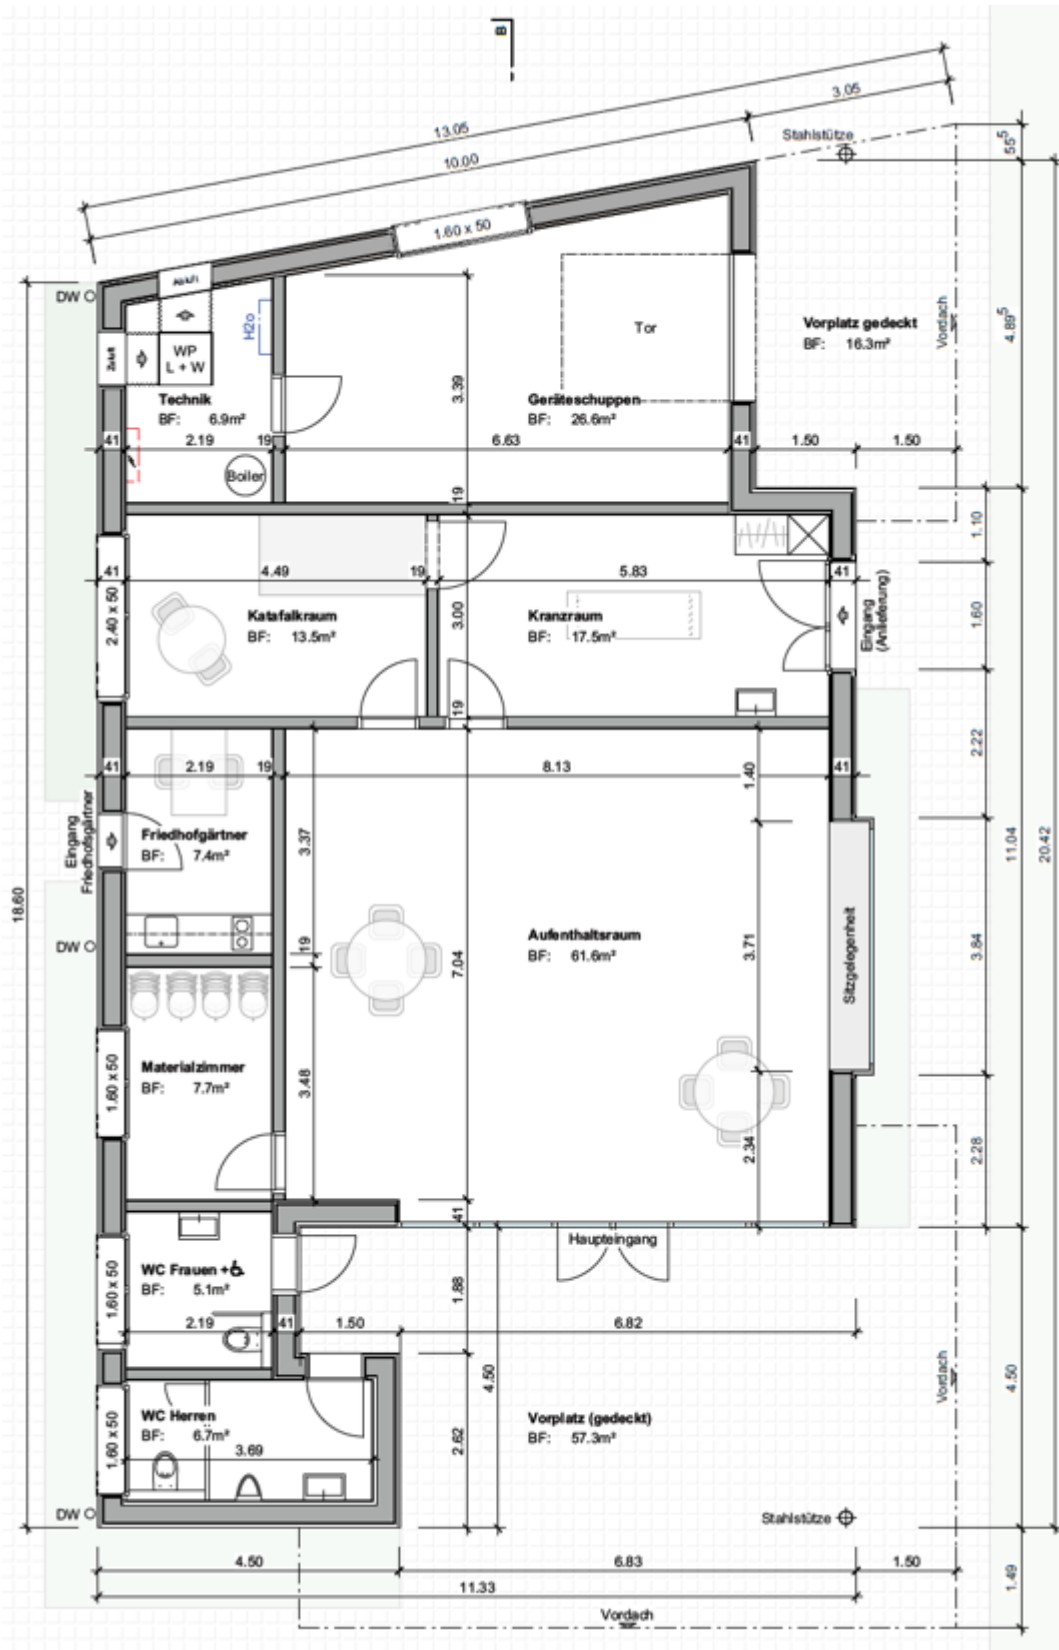 B
13.05
3.05
10.00
Stahlstütze
55⁵
1.60 x 50
Abluft
DW
H2o
Zuluft
WP
L + W
Tor
Vorplatz gedeckt
BF: 16.3m²
Vordach
4.89⁵
Technik
BF: 6.9m²
3.39
Geräteschuppen
BF: 26.6m²
41
2.19
19
6.63
41
1.50
1.50
Boiler
19
1.10
41
4.49
19
5.83
41
2.40 x 50
Katafalkraum
BF: 13.5m²
3.00
Kranzraum
BF: 17.5m²
Eingang
(Anlieferung)
1.60
19
2.22
41
2.19
19
8.13
1.40
41
Eingang
Friedhofsgärtner
Friedhofgärtner
BF: 7.4m²
3.37
11.04
20.42
18.60
DW
19
Aufenthaltsraum
BF: 61.6m²
7.04
3.71
Sitzgelegenheit
3.84
1.60 x 50
Materialzimmer
BF: 7.7m²
3.48
2.34
2.28
41
Haupteingang
1.60 x 50
WC Frauen +
BF: 5.1m²
1.88
2.19
41
1.50
6.82
4.50
Vordach
4.50
1.60 x 50
WC Herren
BF: 6.7m²
3.69
2.62
Vorplatz (gedeckt)
BF: 57.3m²
DW
Stahlstütze
4.50
6.83
1.50
1.49
11.33
Vordach